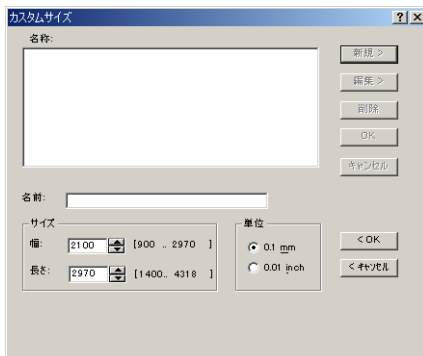 カスタムサイズ
名称:
新規 >
編集 >
削除
OK
キャンセル
名前:
サイズ
幅: 2100 [900 .. 2970 ]
長さ: 2970 [1400.. 4318 ]
単位
0.1 mm
0.01 inch
< OK
< キャンセル